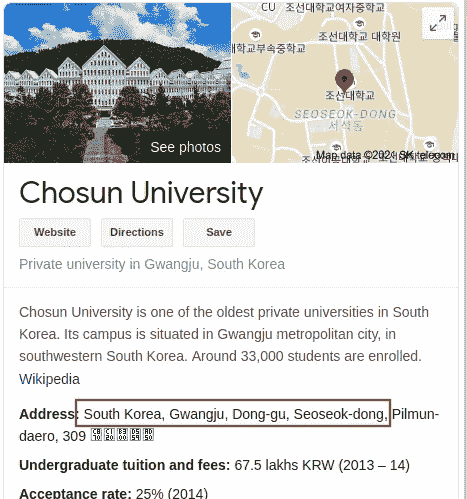 CU 조선대학교여자중학교
조선대학교 대학원
대학교부속중학교
조선대학교
SEOSEOK-DONG
서석동
See photos
Map data ©2021 SK telecom
Chosun University
Website
Directions
Save
Private university in Gwangju, South Korea
Chosun University is one of the oldest private universities in South
Korea. Its campus is situated in Gwangju metropolitan city, in
southwestern South Korea. Around 33,000 students are enrolled.
Wikipedia
Address: South Korea, Gwangju, Dong-gu, Seoseok-dong, Pilmun-
daero, 309
Undergraduate tuition and fees: 67.5 lakhs KRW (2013 – 14)
Acceptance rate: 25% (2014)